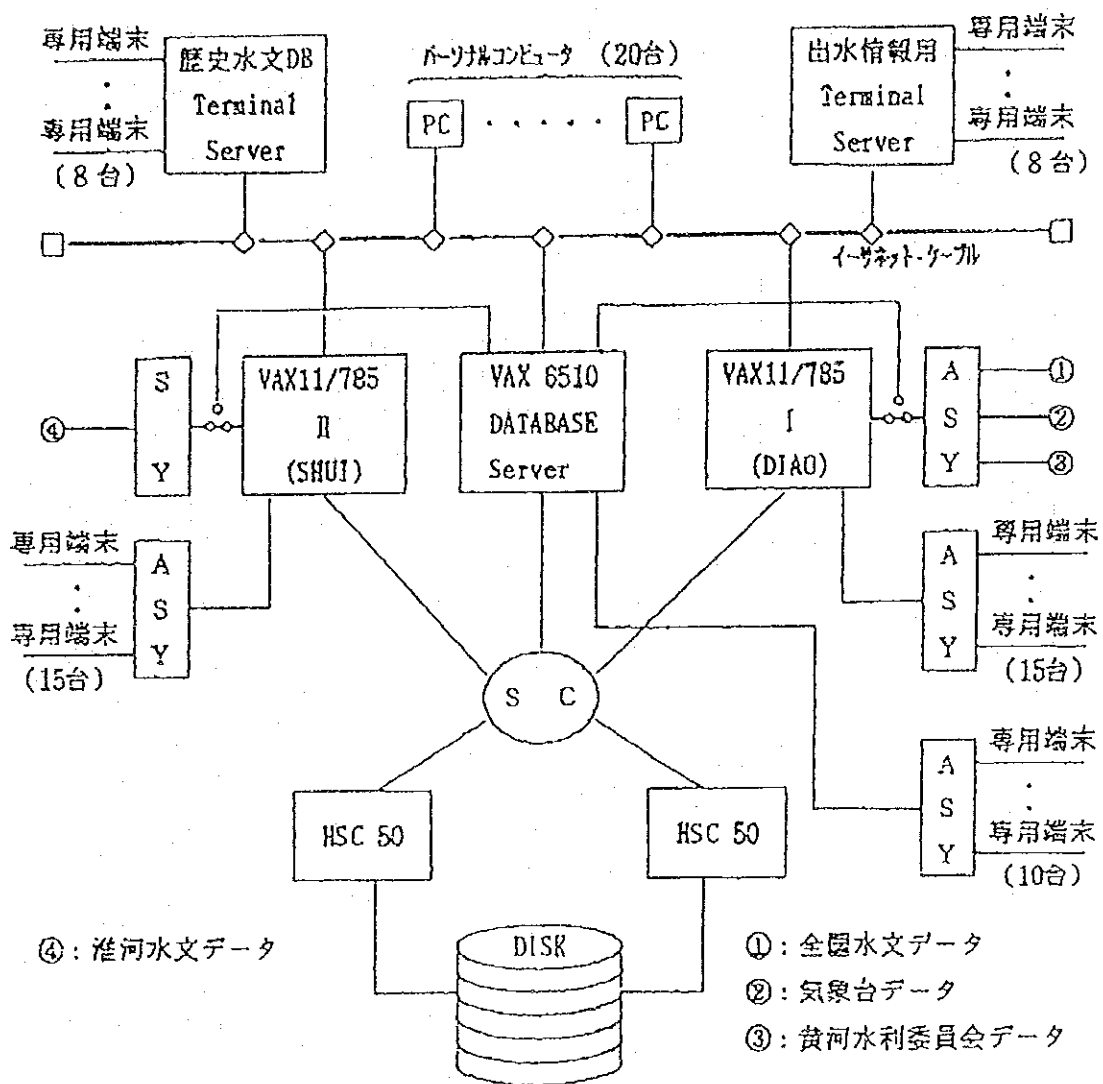 専用端末
専用端末
(8台)
歴史水文DB
Terminal
Server
パーソナルコンピュータ (20台)
PC ・・・・・ PC
出水情報用
Terminal
Server
専用端末
専用端末
(8台)
イーサネット・ケーブル
④
S
Y
VAX11/785
II
(SHUI)
VAX 6510
DATABASE
Server
VAX11/785
I
(DIAO)
A
S
Y
①
②
③
専用端末
専用端末
(15台)
A
S
Y
A
S
Y
専用端末
専用端末
(15台)
S C
HSC 50
HSC 50
A
S
Y
専用端末
専用端末
(10台)
DISK
④:淮河水文データ
①:全国水文データ
②:気象台データ
③:黄河水利委員会データ